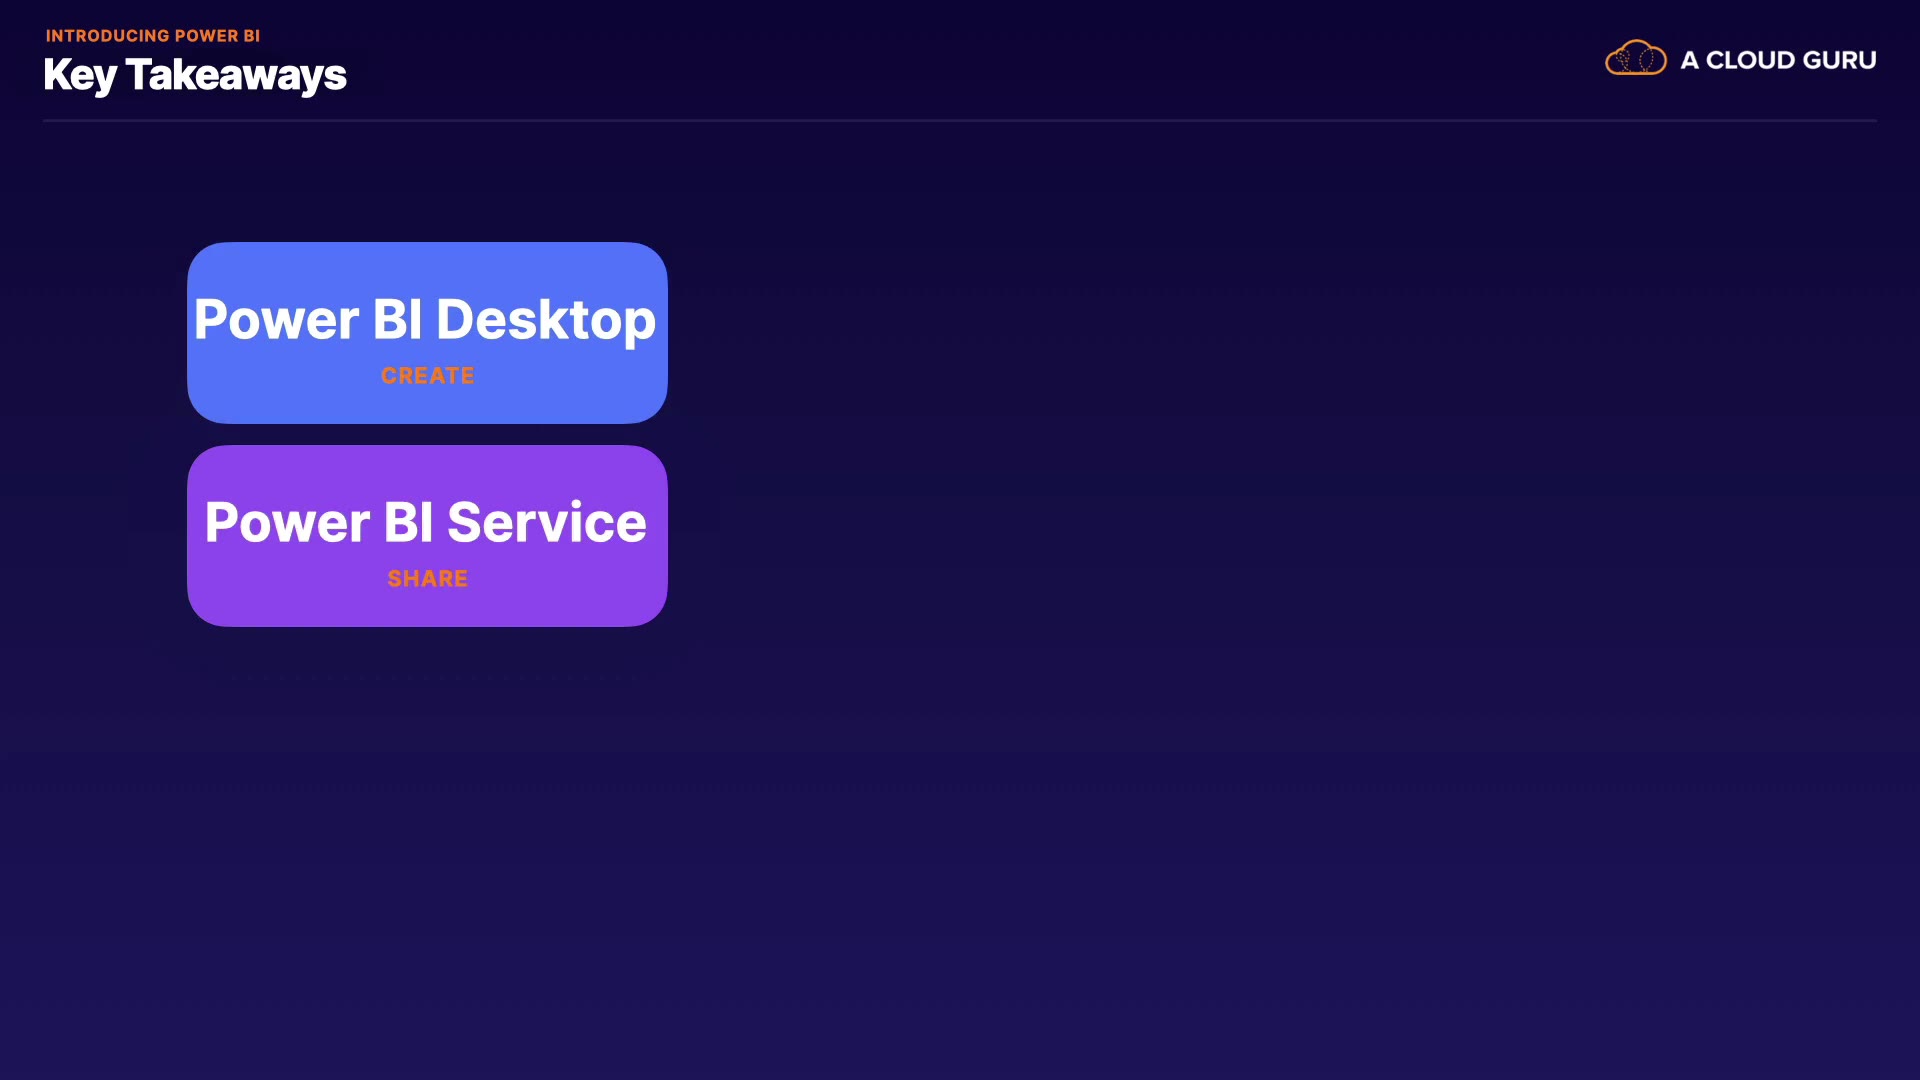 INTRODUCING POWER BI
Key Takeaways
A CLOUD GURU
Power BI Desktop
CREATE
Power BI Service
SHARE